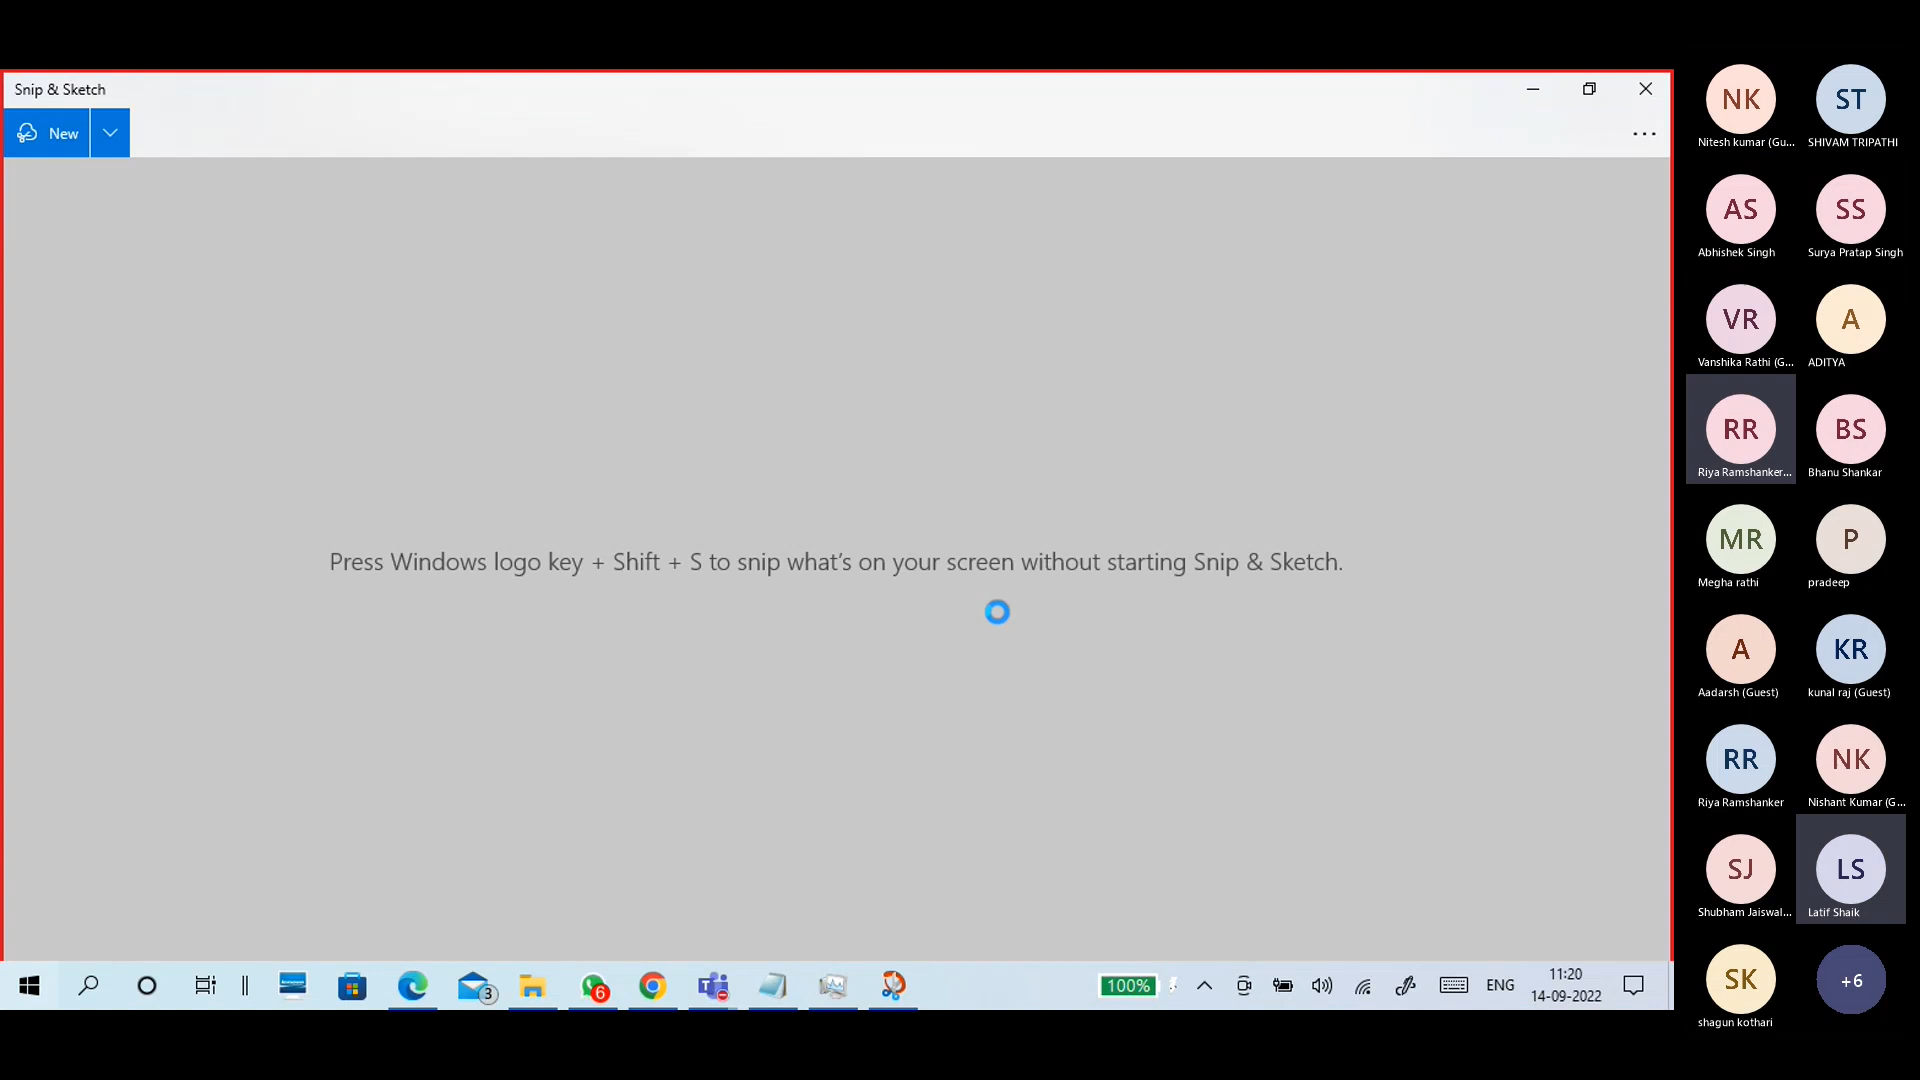 Snip & Sketch
New
Press Windows logo key + Shift + S to snip what's on your screen without starting Snip & Sketch.
3
6
100%
ENG
11:20
14-09-2022
NK
ST
Nitesh kumar (Gu...
SHIVAM TRIPATHI
AS
SS
Abhishek Singh
Surya Pratap Singh
VR
A
Vanshika Rathi (G...
ADITYA
RR
BS
Riya Ramshanker...
Bhanu Shankar
MR
P
Megha rathi
pradeep
A
KR
Aadarsh (Guest)
kunal raj (Guest)
RR
NK
Riya Ramshanker
Nishant Kumar (G...
SJ
LS
Shubham Jaiswal...
Latif Shaik
SK
+6
shagun kothari